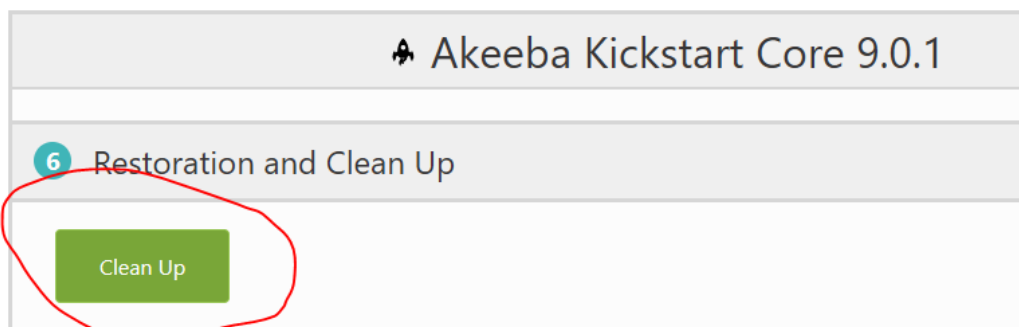 Akeeba Kickstart Core 9.0.1
6 Restoration and Clean Up
Clean Up